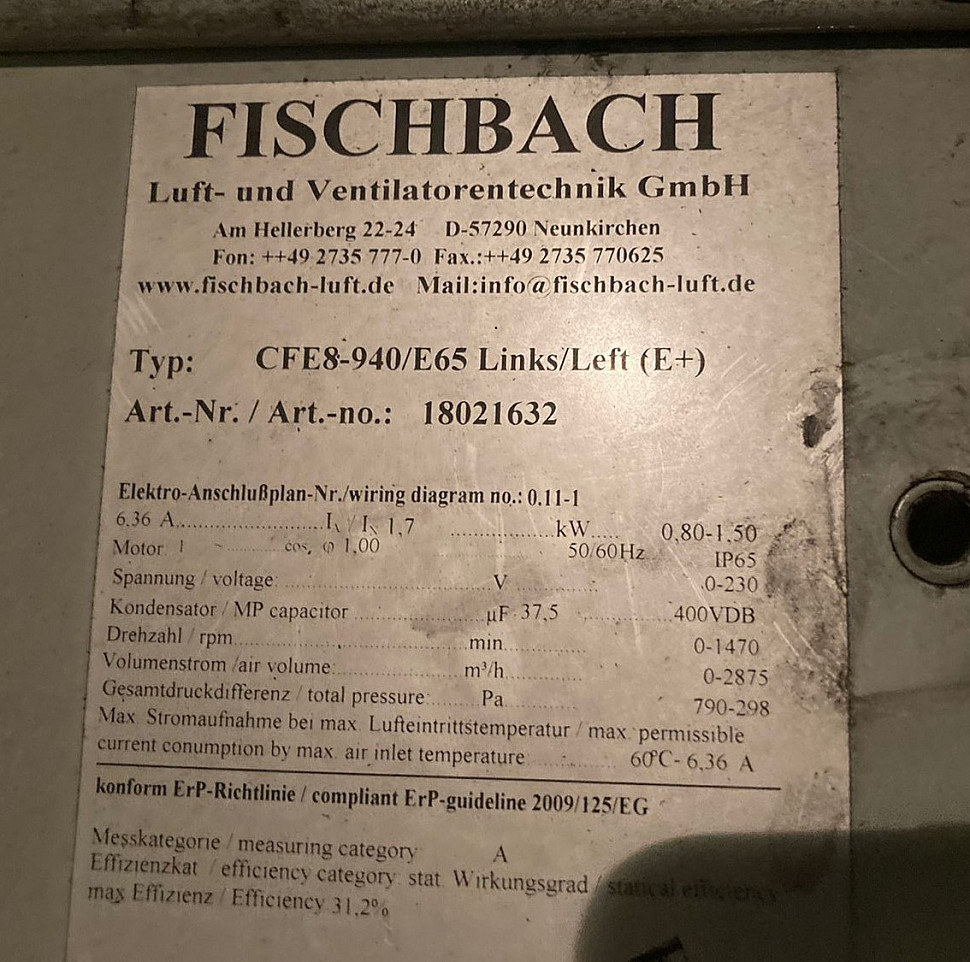 FISCHBACH
Luft- und Ventilatorentechnik GmbH
Am Hellerberg 22-24 D-57290 Neunkirchen
Fon: ++49 2735 777-0 Fax.:++49 2735 770625
www.fischbach-luft.de Mail:info@fischbach-luft.de
Typ: CFE8-940/E65 Links/Left (E+)
Art.-Nr. / Art.-no.: 18021632
Elektro-Anschlußplan-Nr./wiring diagram no.: 0.11-1
6.36 A........................ 1,7 ..................kW..... 0,80-1.50
Motor: 1 ~ ............... cos, φ 1,00 50/60Hz IP65
Spannung / voltage: ................................V ............ 0-230
Kondensator / MP capacitor ....................µF 37,5 ................400VDB
Drehzahl / rpm...................................min............... 0-1470
Volumenstrom /air volume:...................m³/h.............. 0-2875
Gesamtdruckdifferenz / total pressure:........Pa............ 790-298
Max. Stromaufnahme bei max. Lufteintrittstemperatur / max. permissible
current conumption by max. air inlet temperature ............... 60°C- 6,36 A
konform ErP-Richtlinie / compliant ErP-guideline 2009/125/EG
Messkategorie / measuring category A
Effizienzkat. / efficiency category: stat. Wirkungsgrad / statical efficiency
max Effizienz / Efficiency 31,2%